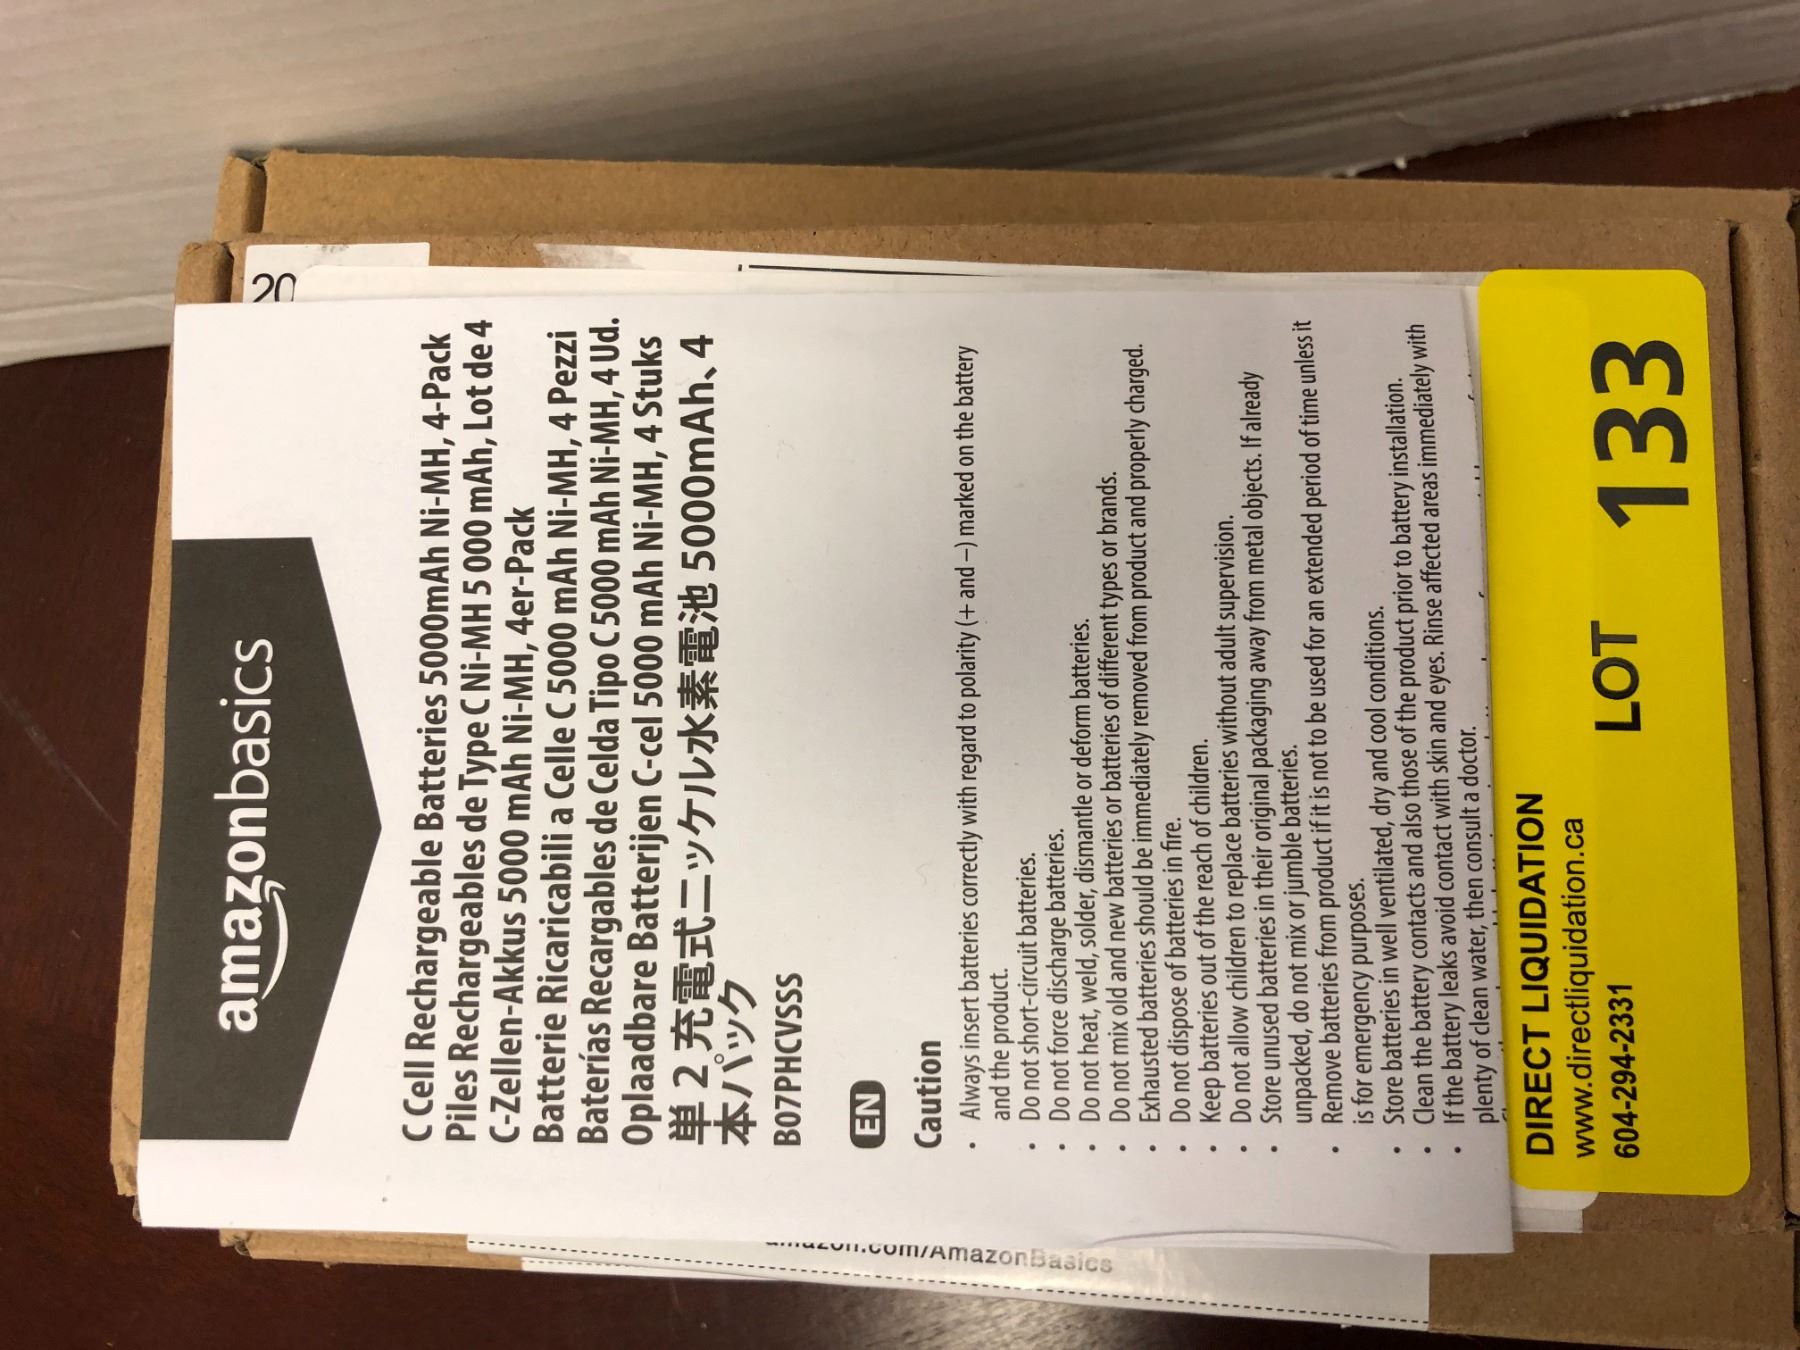 20
amazonbasics
C Cell Rechargeable Batteries 5000mAh Ni-MH, 4-Pack
Piles Rechargeables de Type C Ni-MH 5 000 mAh, Lot de 4
C-Zellen-Akkus 5000 mAh Ni-MH, 4er-Pack
Batterie Ricaricabili a Celle C 5000 mAh Ni-MH, 4 Pezzi
Baterías Recargables de Celda Tipo C 5000 mAh Ni-MH, 4 Ud.
Oplaadbare Batterijen C-cel 5000 mAh Ni-MH, 4 Stuks
単２充電式ニッケル水素電池 5000mAh、4
本パック
B07PHCVSSS
EN
Caution
• Always insert batteries correctly with regard to polarity (+ and –) marked on the battery
and the product.
• Do not short-circuit batteries.
• Do not force discharge batteries.
• Do not heat, weld, solder, dismantle or deform batteries.
• Do not mix old and new batteries or batteries of different types or brands.
• Exhausted batteries should be immediately removed from product and properly charged.
• Do not dispose of batteries in fire.
• Keep batteries out of the reach of children.
• Do not allow children to replace batteries without adult supervision.
• Store unused batteries in their original packaging away from metal objects. If already
unpacked, do not mix or jumble batteries.
• Remove batteries from product if it is not to be used for an extended period of time unless it
is for emergency purposes.
• Store batteries in well ventilated, dry and cool conditions.
• Clean the battery contacts and also those of the product prior to battery installation.
• If the battery leaks avoid contact with skin and eyes. Rinse affected areas immediately with
plenty of clean water, then consult a doctor.
DIRECT LIQUIDATION
www.directliquidation.ca
604-294-2331
LOT 133
amazon.com/AmazonBasics